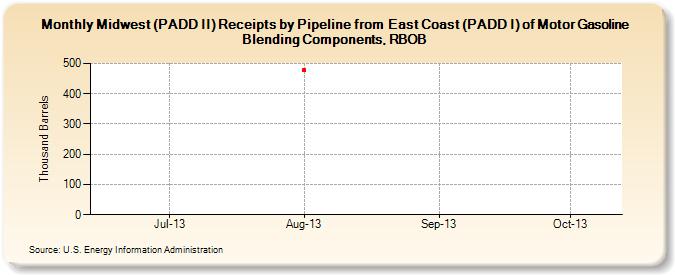 Monthly Midwest (PADD II) Receipts by Pipeline from East Coast (PADD I) of Motor Gasoline
Blending Components, RBOB
Thousand Barrels
500
400
300
200
100
0
Jul-13 Aug-13 Sep-13 Oct-13
Source: U.S. Energy Information Administration